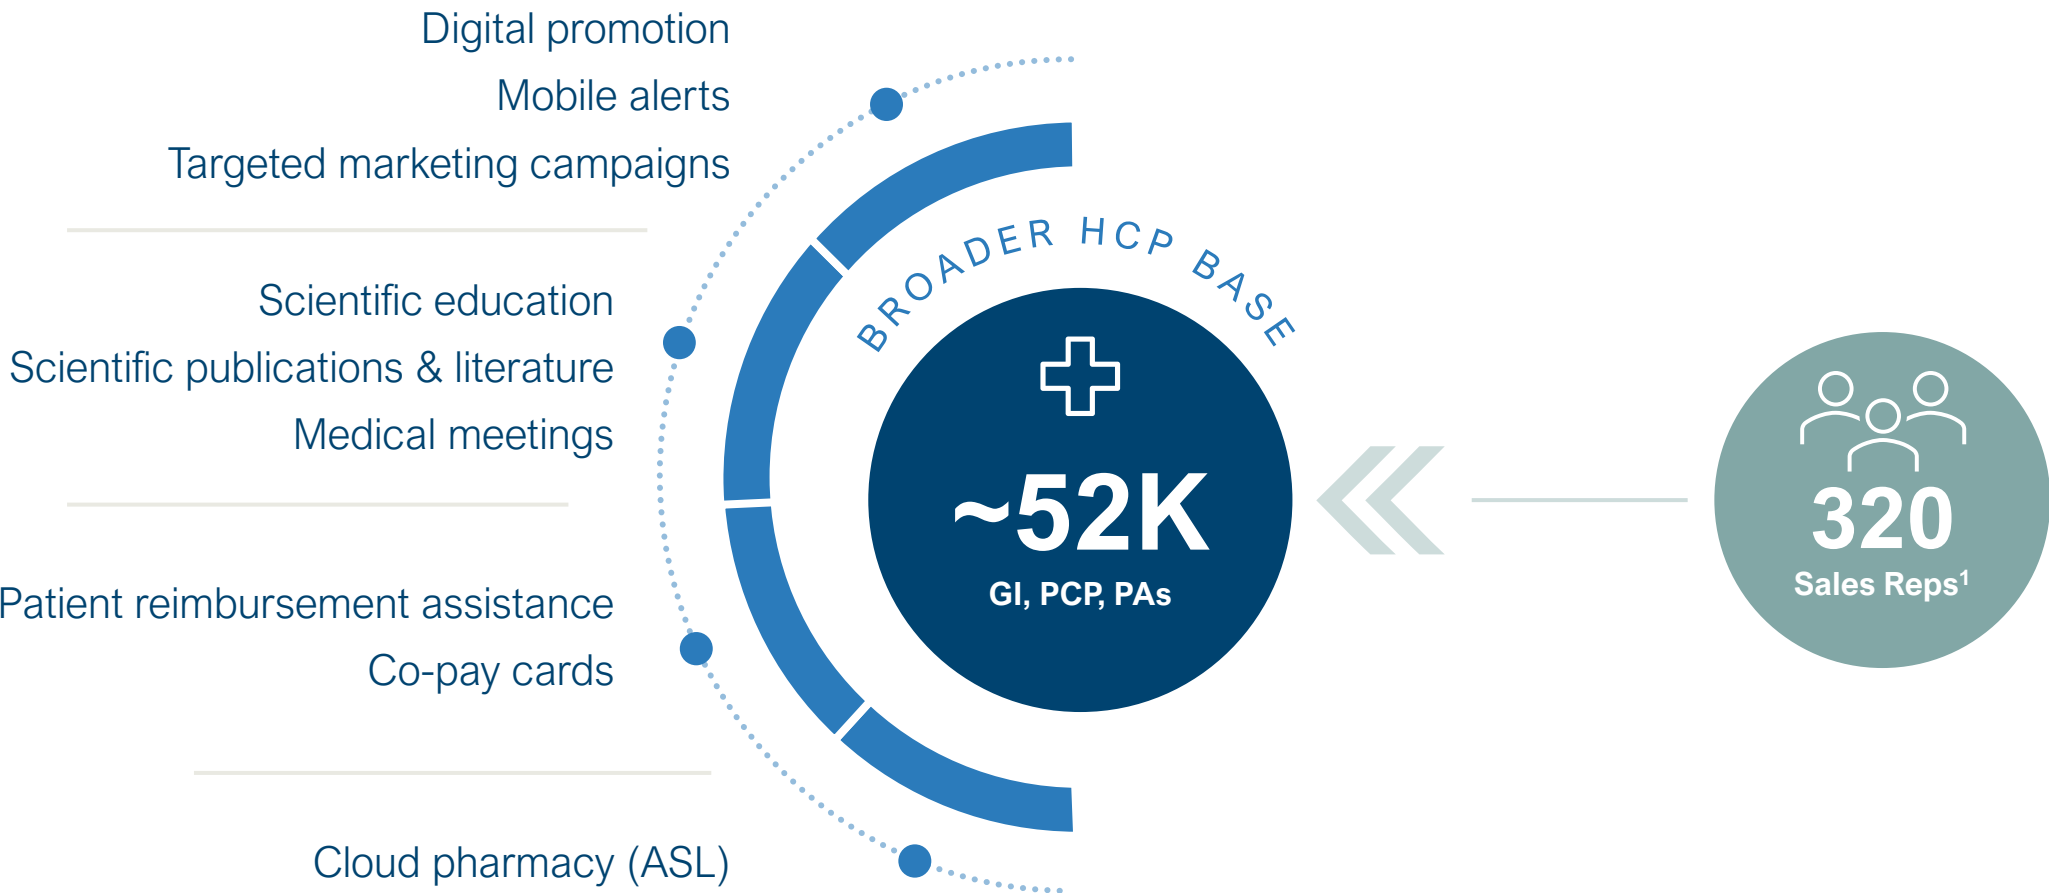 Digital promotion
Mobile alerts
Targeted marketing campaigns
Scientific education
Scientific publications & literature
Medical meetings
Patient reimbursement assistance
Co-pay cards
Cloud pharmacy (ASL)
BROADER HCP BASE
~52K
GI, PCP, PAs
320
Sales Reps¹